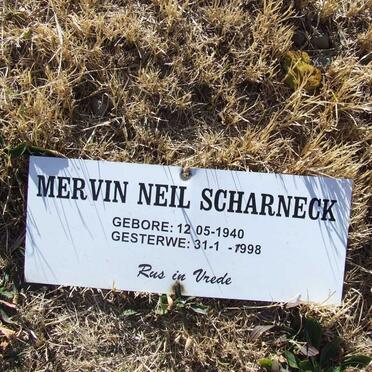 MERVIN NEIL SCHARNECK
GEBORE: 12 05-1940
GESTERWE: 31-1 -1998
Rus in Vrede